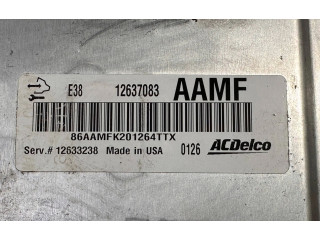 E38 12637083 AAMF
86AAMFK201264TTX
Serv.# 12633238 Made in USA 0126 ACDelco